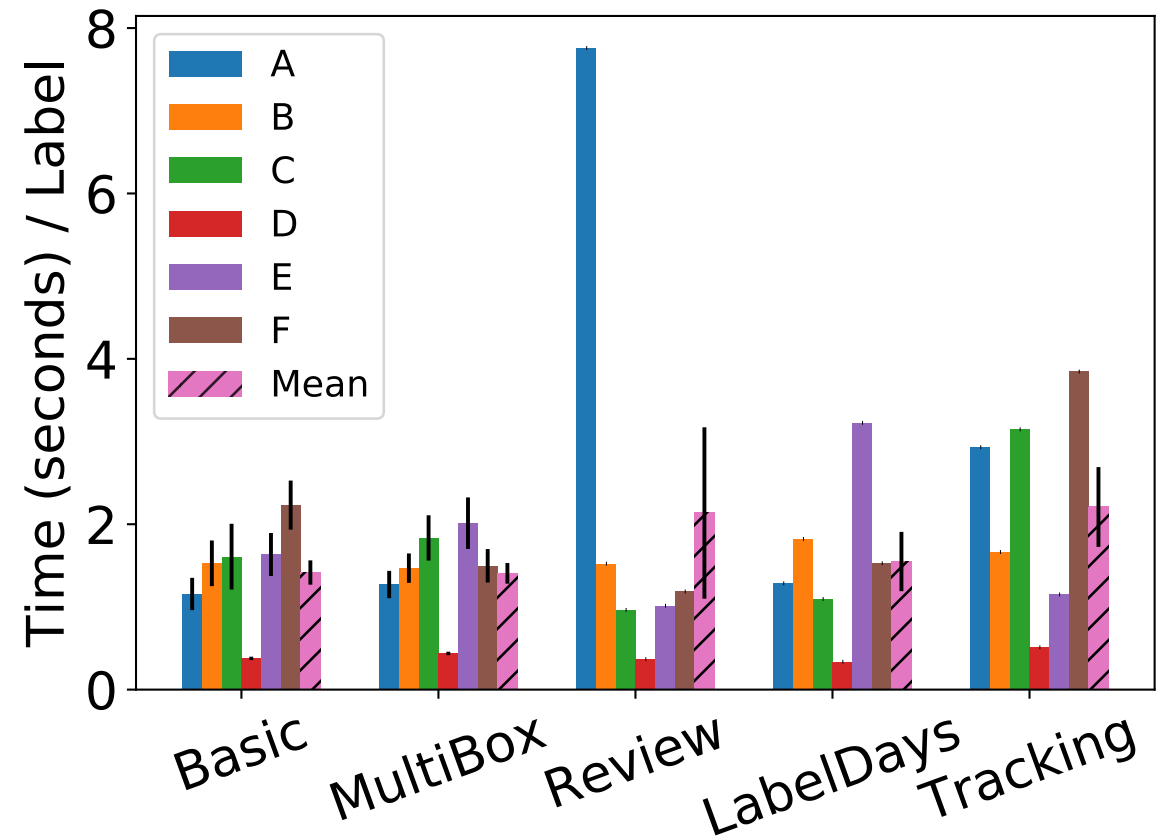 Time (seconds) / Label
8
6
4
2
0
A
B
C
D
E
F
Mean
Basic
MultiBox
Review
LabelDays
Tracking